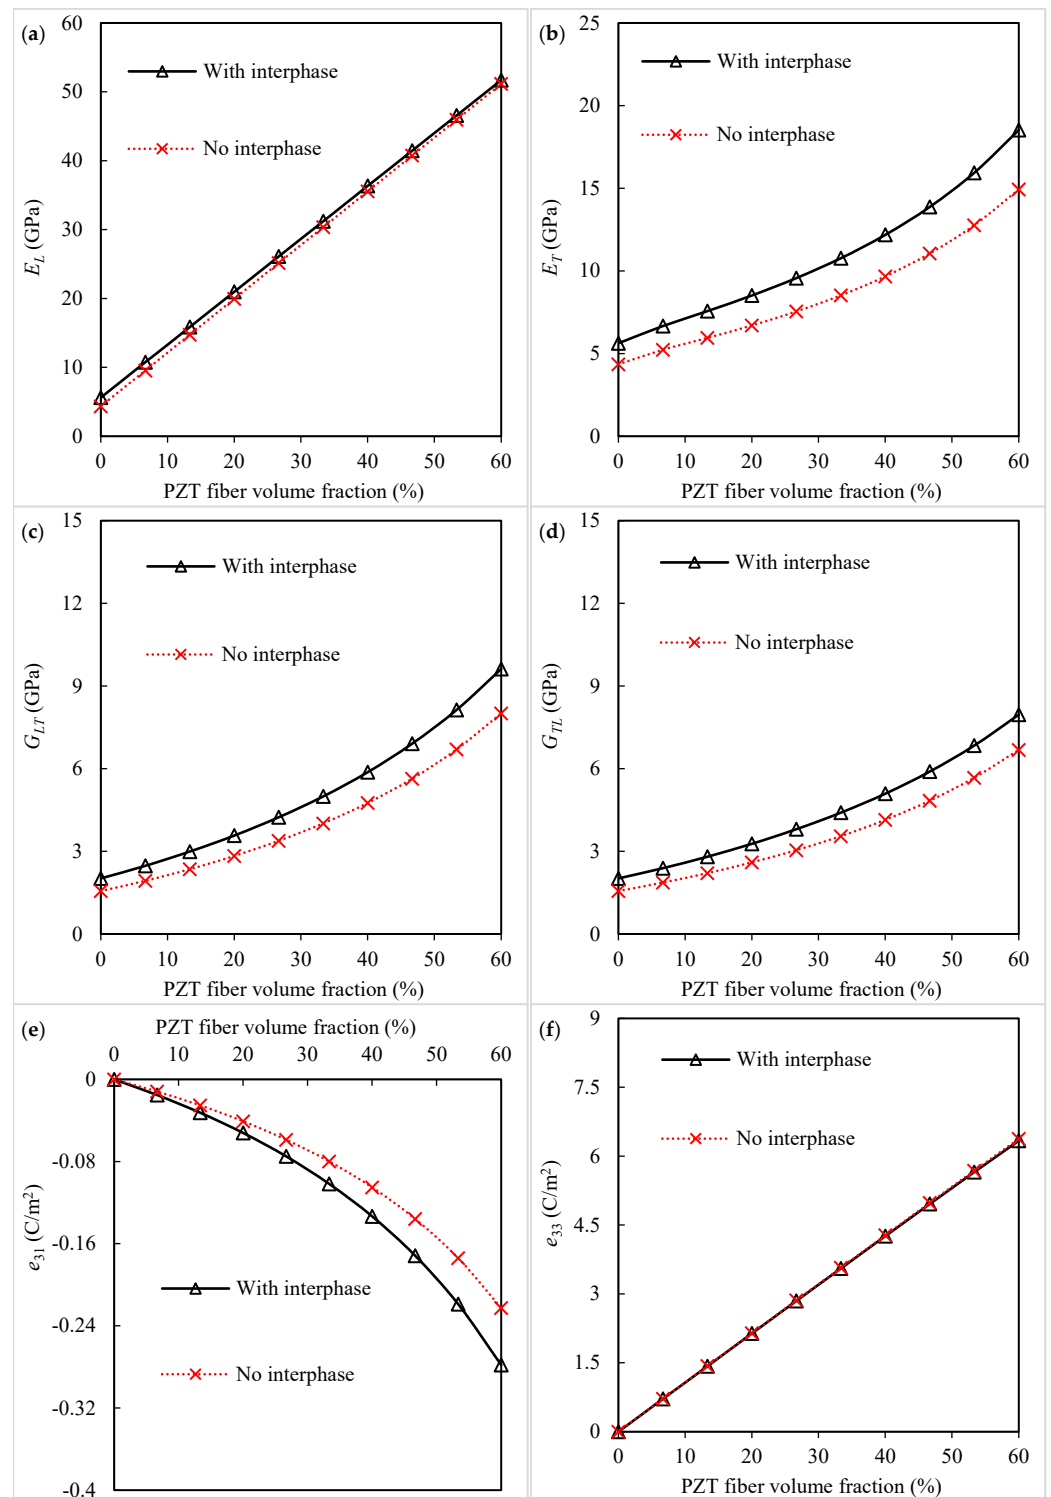 (a)
60
50
40
30
20
10
0
E_L (GPa)
With interphase
No interphase
0 10 20 30 40 50 60
PZT fiber volume fraction (%)
(b)
25
20
15
10
5
0
E_T (GPa)
With interphase
No interphase
0 10 20 30 40 50 60
PZT fiber volume fraction (%)
(c)
15
12
9
6
3
0
G_LT (GPa)
With interphase
No interphase
0 10 20 30 40 50 60
PZT fiber volume fraction (%)
(d)
15
12
9
6
3
0
G_TL (GPa)
With interphase
No interphase
0 10 20 30 40 50 60
PZT fiber volume fraction (%)
(e)
PZT fiber volume fraction (%)
0 10 20 30 40 50 60
0
-0.08
-0.16
-0.24
-0.32
-0.4
e_31 (C/m²)
With interphase
No interphase
(f)
9
7.5
6
4.5
3
1.5
0
e_33 (C/m²)
With interphase
No interphase
0 10 20 30 40 50 60
PZT fiber volume fraction (%)